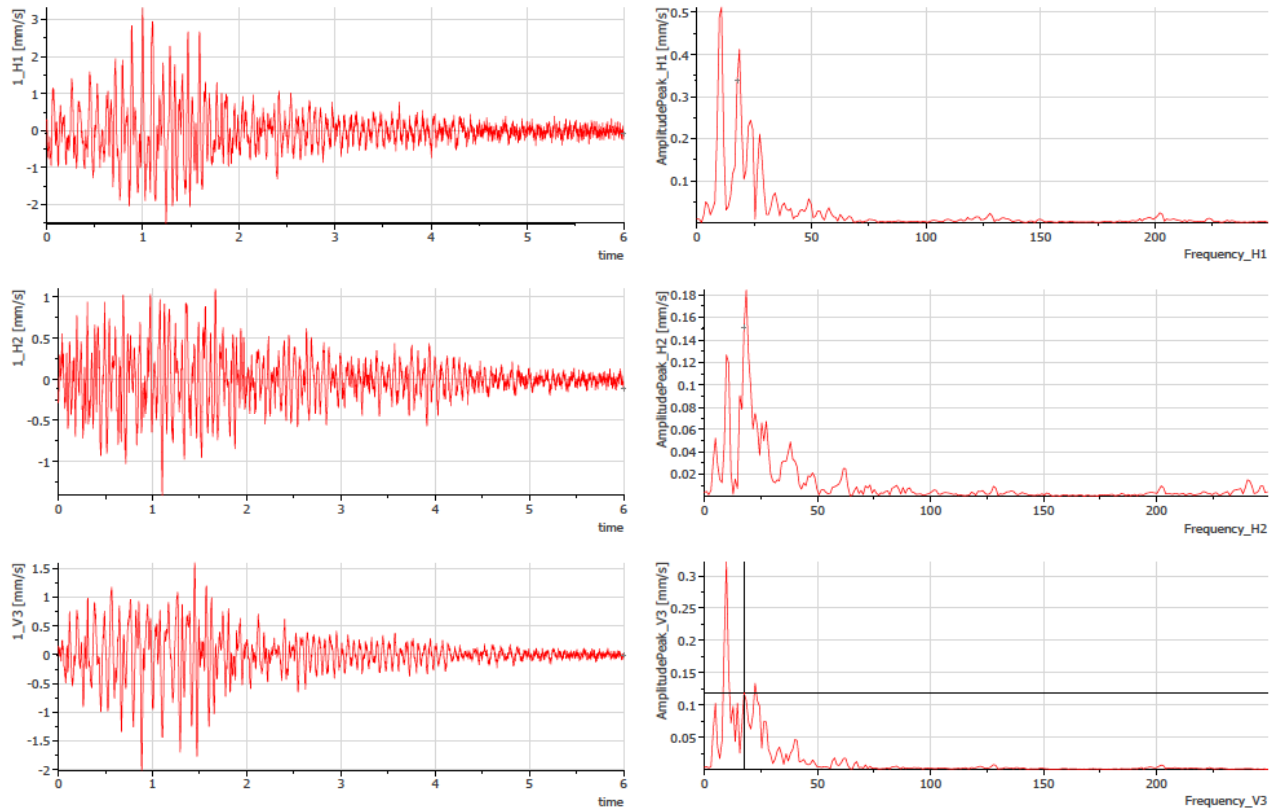 1_H1 [mm/s]
3
2
1
0
-1
-2
0 1 2 3 4 5 6
time
AmplitudePeak_H1 [mm/s]
0.5
0.4
0.3
0.2
0.1
0 50 100 150 200
Frequency_H1
1_H2 [mm/s]
1
0.5
0
-0.5
-1
0 1 2 3 4 5 6
time
AmplitudePeak_H2 [mm/s]
0.18
0.16
0.14
0.12
0.1
0.08
0.06
0.04
0.02
0 50 100 150 200
Frequency_H2
1_V3 [mm/s]
1.5
1
0.5
0
-0.5
-1
-1.5
-2
0 1 2 3 4 5 6
time
AmplitudePeak_V3 [mm/s]
0.3
0.25
0.2
0.15
0.1
0.05
0 50 100 150 200
Frequency_V3